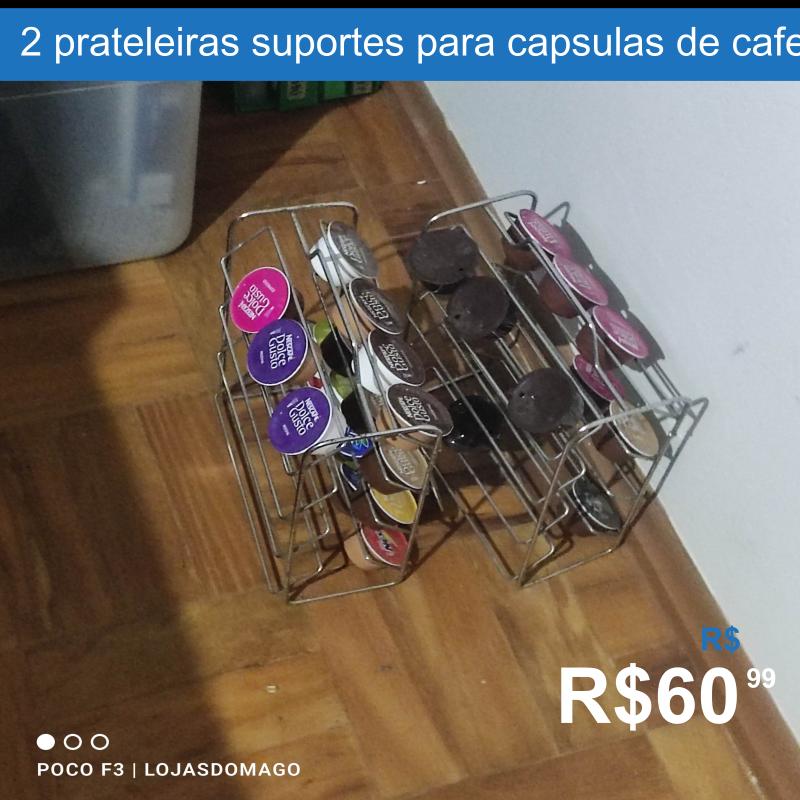 2 prateleiras suportes para capsulas de cafe
NESCAFÉ
Dolce
Gusto
NESCAFÉ
Dolce
Gusto
NESCAFÉ
Dolce
Gusto
R$
R$60 99
POCO F3 | LOJASDOMAGO